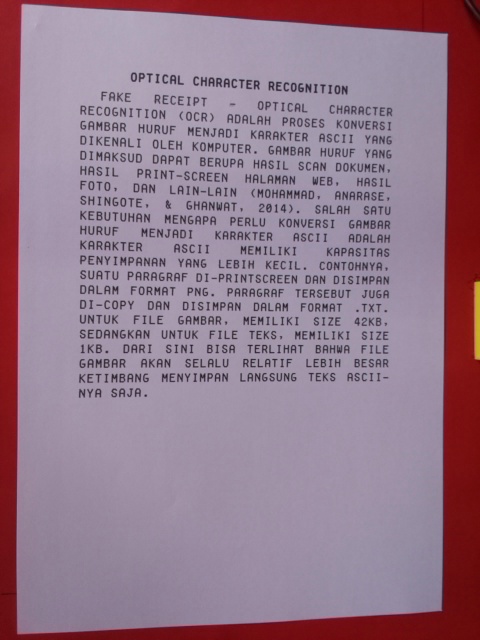 OPTICAL CHARACTER RECOGNITION
FAKE RECEIPT - OPTICAL CHARACTER
RECOGNITION (OCR) ADALAH PROSES KONVERSI
GAMBAR HURUF MENJADI KARAKTER ASCII YANG
DIKENALI OLEH KOMPUTER. GAMBAR HURUF YANG
DIMAKSUD DAPAT BERUPA HASIL SCAN DOKUMEN,
HASIL PRINT-SCREEN HALAMAN WEB, HASIL
FOTO, DAN LAIN-LAIN (MOHAMMAD, ANARASE,
SHINGOTE, & GHANWAT, 2014). SALAH SATU
KEBUTUHAN MENGAPA PERLU KONVERSI GAMBAR
HURUF MENJADI KARAKTER ASCII ADALAH
KARAKTER ASCII MEMILIKI KAPASITAS
PENYIMPANAN YANG LEBIH KECIL. CONTOHNYA,
SUATU PARAGRAF DI-PRINTSCREEN DAN DISIMPAN
DALAM FORMAT PNG. PARAGRAF TERSEBUT JUGA
DI-COPY DAN DISIMPAN DALAM FORMAT .TXT.
UNTUK FILE GAMBAR, MEMILIKI SIZE 42KB,
SEDANGKAN UNTUK FILE TEKS, MEMILIKI SIZE
1KB. DARI SINI BISA TERLIHAT BAHWA FILE
GAMBAR AKAN SELALU RELATIF LEBIH BESAR
KETIMBANG MENYIMPAN LANGSUNG TEKS ASCII-
NYA SAJA.